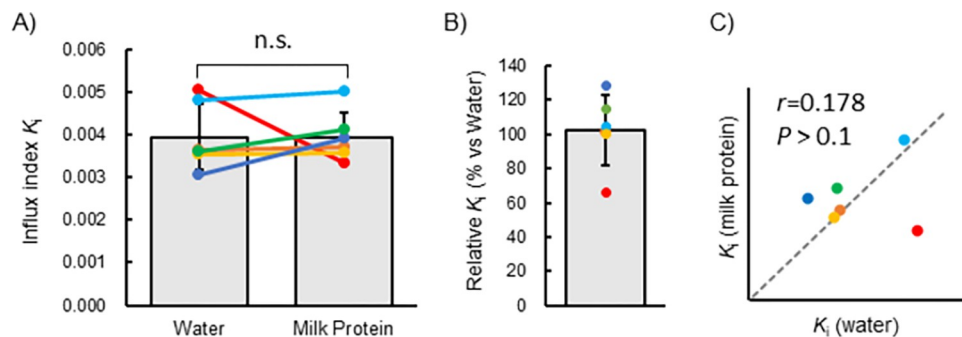 A)
n.s.
Influx index Ki
0.006
0.005
0.004
0.003
0.002
0.001
0.000
Water
Milk Protein
B)
Relative Ki (% vs Water)
140
120
100
80
60
40
20
0
C)
r=0.178
P > 0.1
Ki (milk protein)
Ki (water)